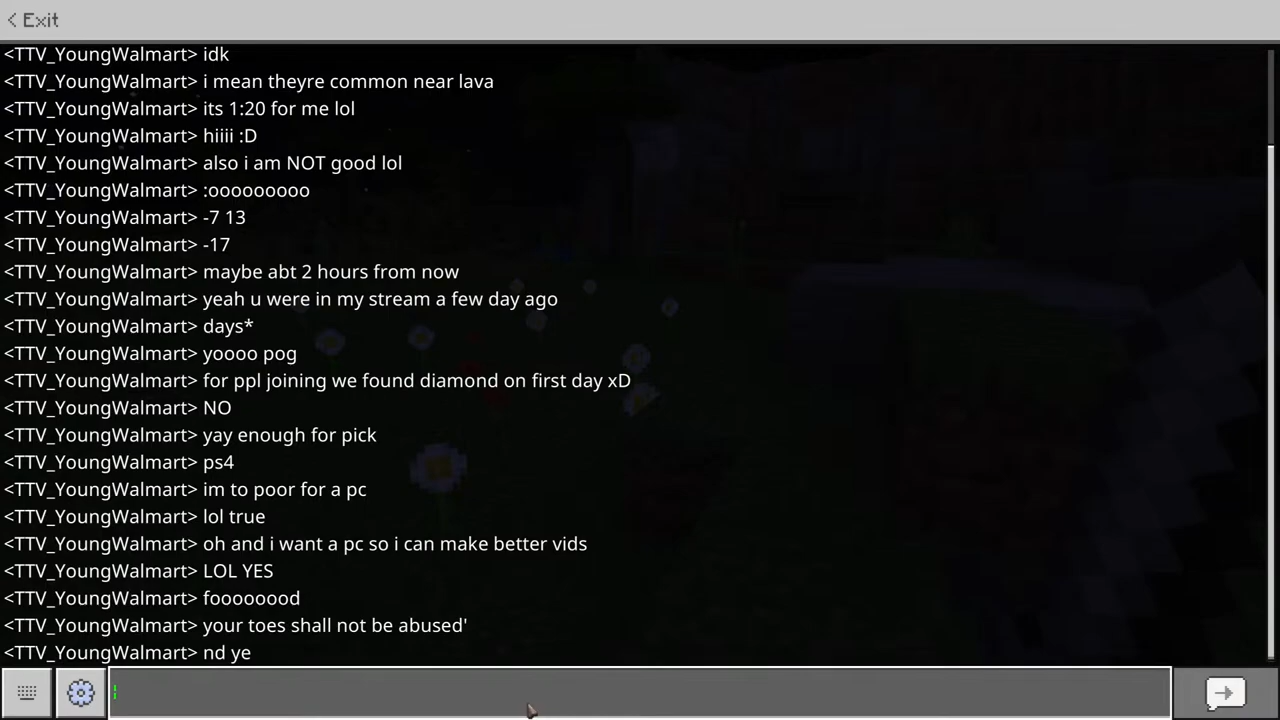 < Exit
<TTV_YoungWalmart> idk
<TTV_YoungWalmart> i mean theyre common near lava
<TTV_YoungWalmart> its 1:20 for me lol
<TTV_YoungWalmart> hiiii :D
<TTV_YoungWalmart> also i am NOT good lol
<TTV_YoungWalmart> :ooooooooo
<TTV_YoungWalmart> -7 13
<TTV_YoungWalmart> -17
<TTV_YoungWalmart> maybe abt 2 hours from now
<TTV_YoungWalmart> yeah u were in my stream a few day ago
<TTV_YoungWalmart> days*
<TTV_YoungWalmart> yoooo pog
<TTV_YoungWalmart> for ppl joining we found diamond on first day xD
<TTV_YoungWalmart> NO
<TTV_YoungWalmart> yay enough for pick
<TTV_YoungWalmart> ps4
<TTV_YoungWalmart> im to poor for a pc
<TTV_YoungWalmart> lol true
<TTV_YoungWalmart> oh and i want a pc so i can make better vids
<TTV_YoungWalmart> LOL YES
<TTV_YoungWalmart> foooooood
<TTV_YoungWalmart> your toes shall not be abused'
<TTV_YoungWalmart> nd ye